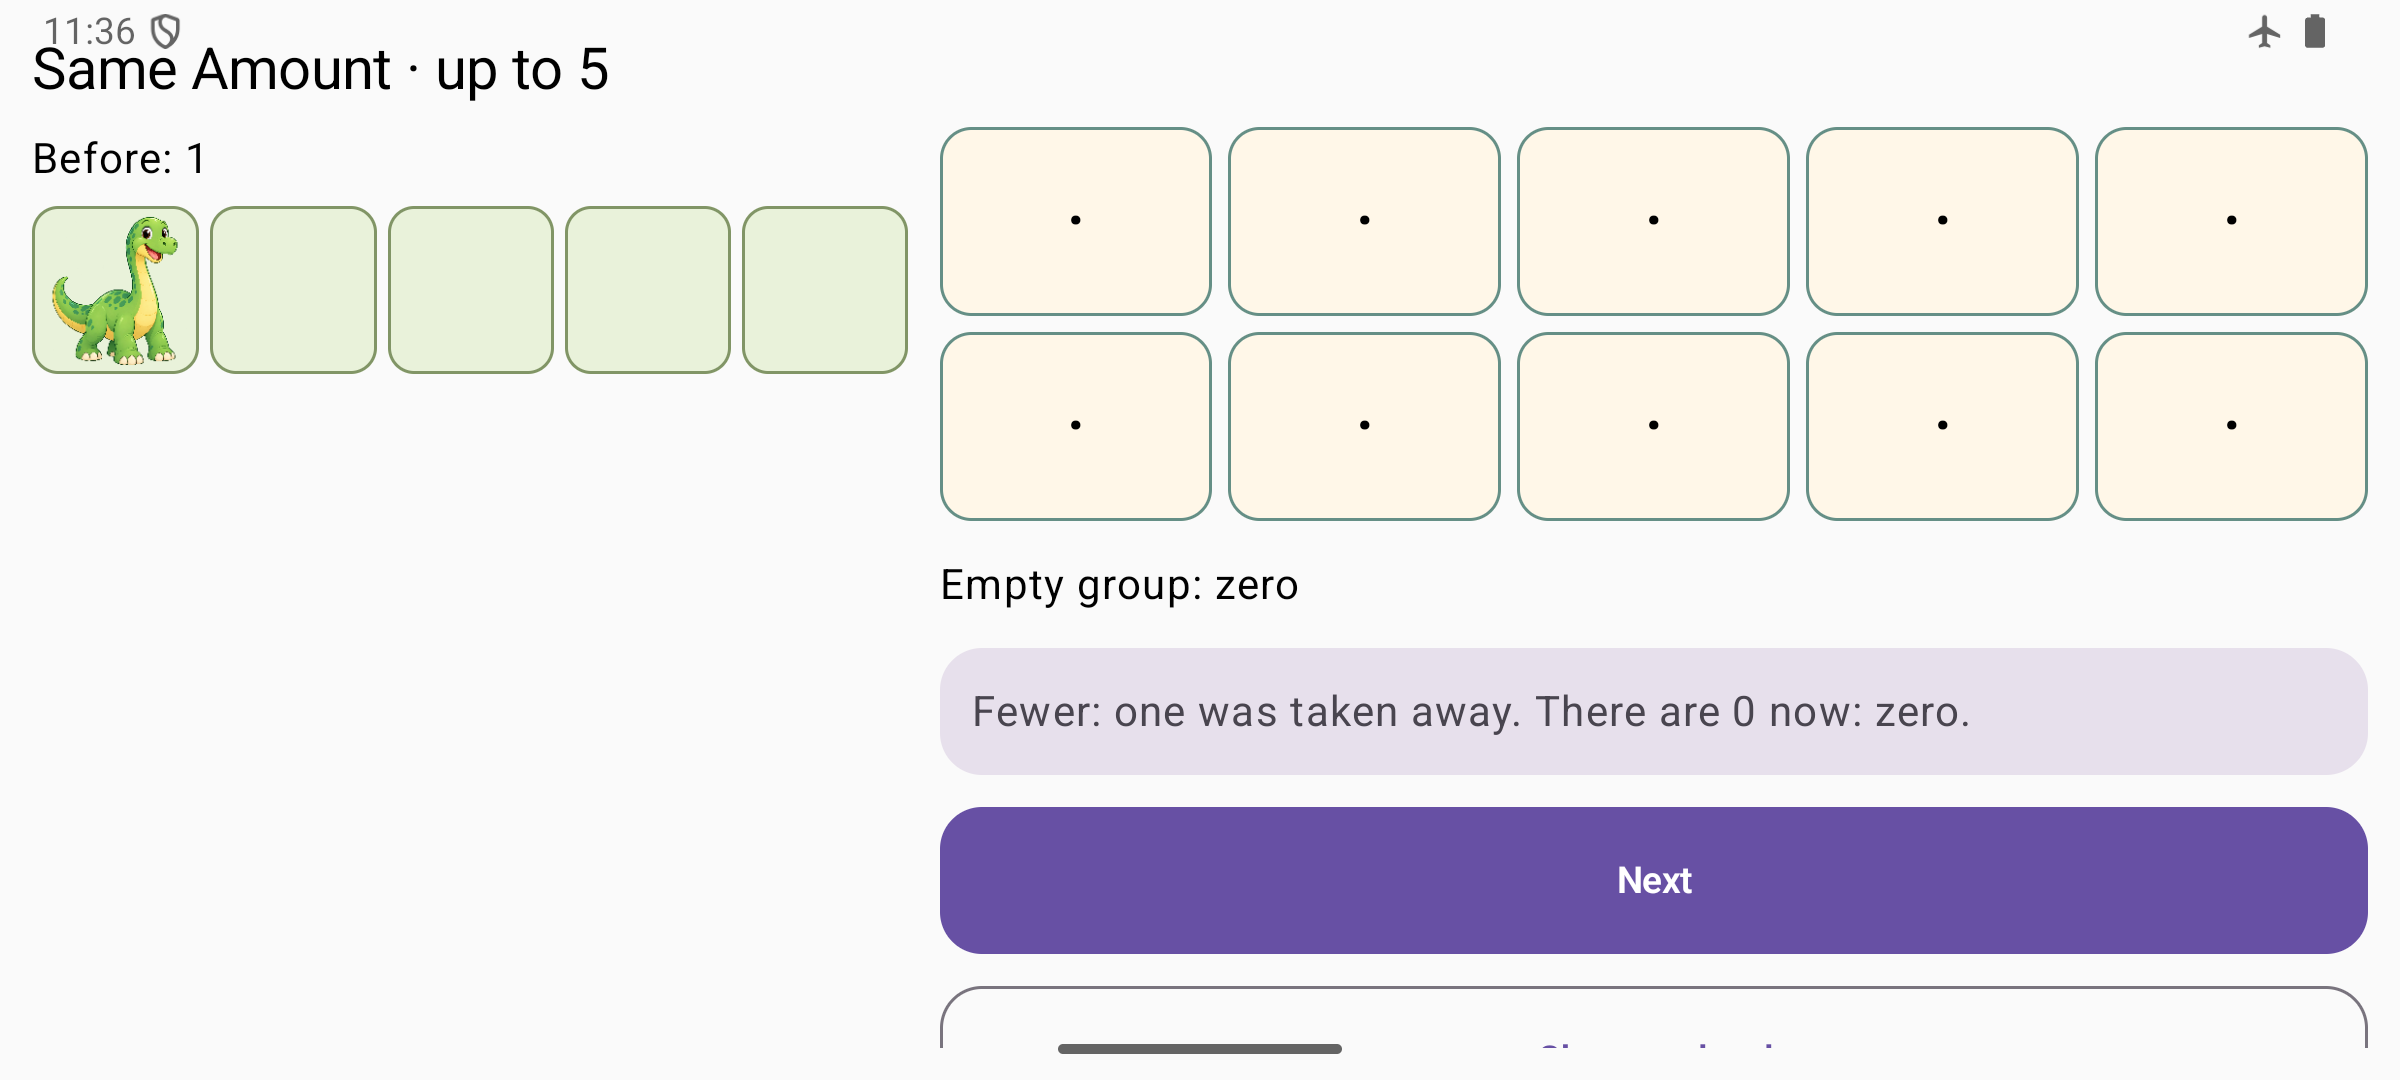 11:36
Same Amount · up to 5
Before: 1
Empty group: zero
Fewer: one was taken away. There are 0 now: zero.
Next